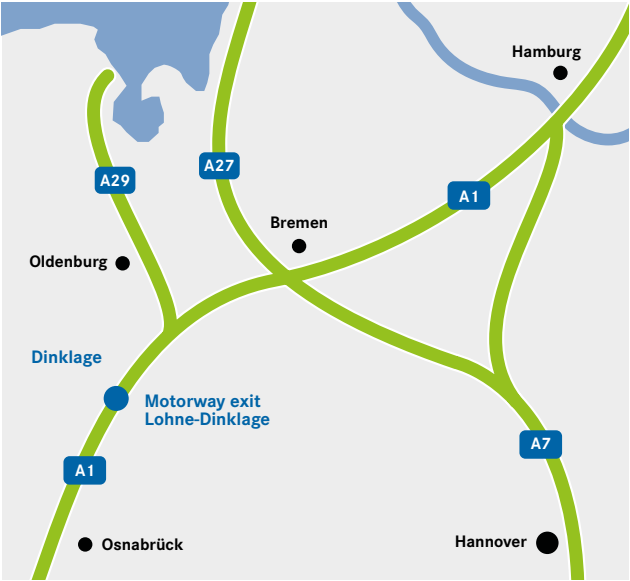 Hamburg
A27
A29
A1
Bremen
Oldenburg
Dinklage
Motorway exit
Lohne-Dinklage
A7
A1
Hannover
Osnabrück